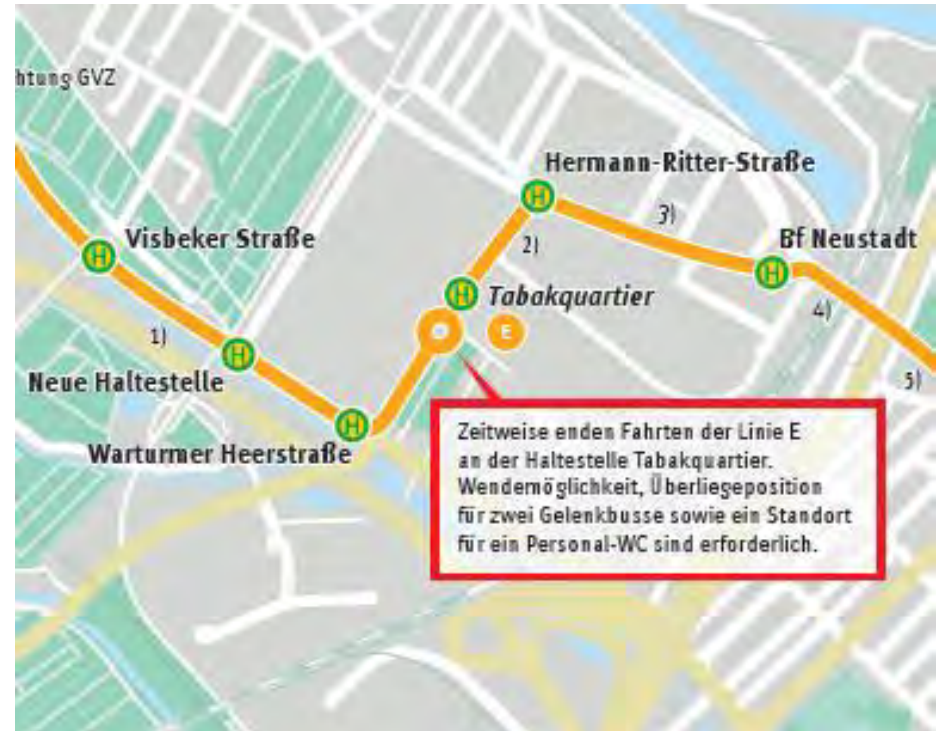 htung GVZ
Hermann-Ritter-Straße
3)
Visbeker Straße
2)
Bf Neustadt
H
H
H
H
Tabakquartier
E
4)
1)
H
Neue Haltestelle
5)
H
Warturmer Heerstraße
Zeitweise enden Fahrten der Linie E
an der Haltestelle Tabakquartier.
Wendemöglichkeit, Überliegeposition
für zwei Gelenkbusse sowie ein Standort
für ein Personal-WC sind erforderlich.